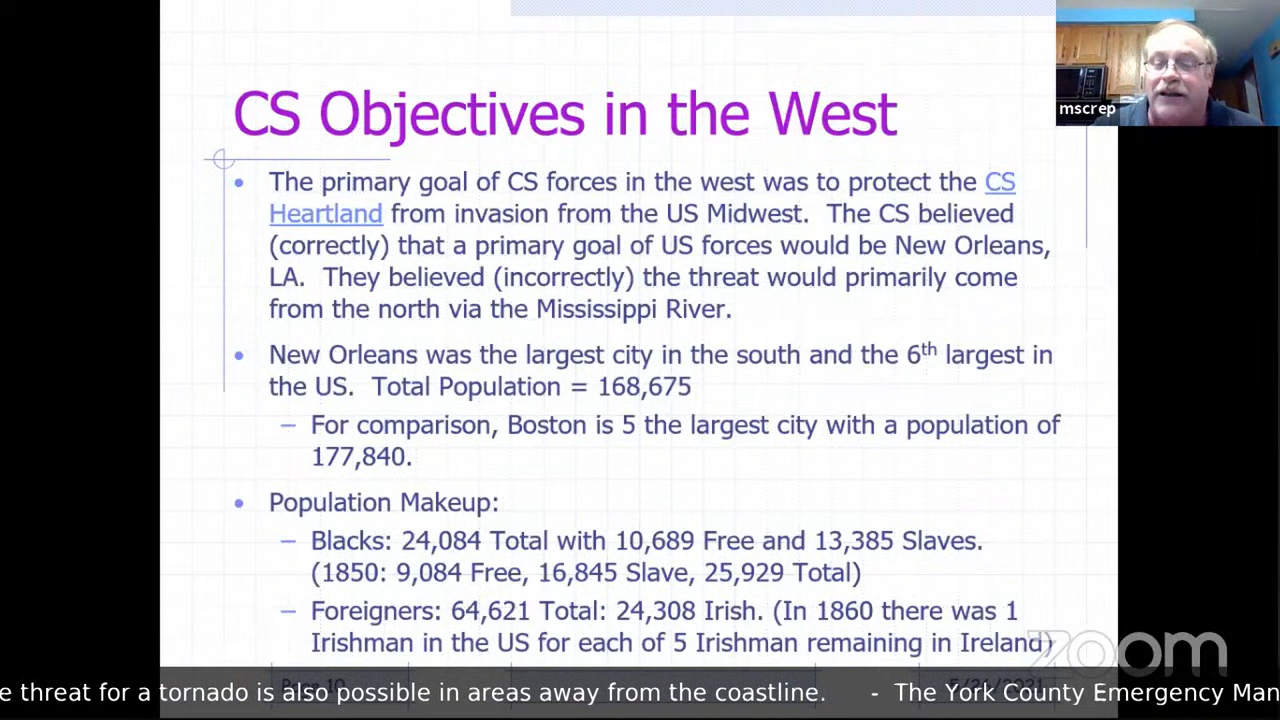 CS Objectives in the West
mscrep
• The primary goal of CS forces in the west was to protect the CS
Heartland from invasion from the US Midwest. The CS believed
(correctly) that a primary goal of US forces would be New Orleans,
LA. They believed (incorrectly) the threat would primarily come
from the north via the Mississippi River.
• New Orleans was the largest city in the south and the 6th largest in
the US. Total Population = 168,675
– For comparison, Boston is 5 the largest city with a population of
177,840.
• Population Makeup:
– Blacks: 24,084 Total with 10,689 Free and 13,385 Slaves.
(1850: 9,084 Free, 16,845 Slave, 25,929 Total)
– Foreigners: 64,621 Total: 24,308 Irish. (In 1860 there was 1
Irishman in the US for each of 5 Irishman remaining in Ireland)
zoom
e threat for a tornado is also possible in areas away from the coastline. - The York County Emergency Man